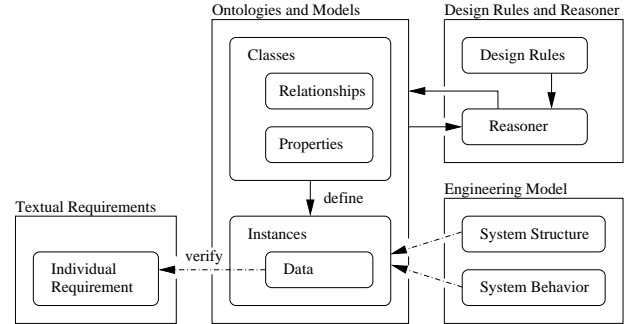 Ontologies and Models
Design Rules and Reasoner
Classes
Relationships
Properties
Design Rules
Reasoner
define
Textual Requirements
Individual
Requirement
verify
Instances
Data
Engineering Model
System Structure
System Behavior